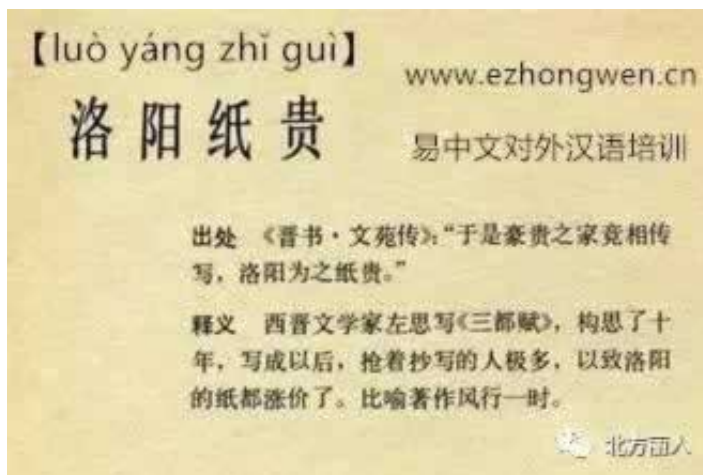 【luò yáng zhǐ guì】
www.ezhongwen.cn
洛阳纸贵
易中文对外汉语培训
出处 《晋书·文苑传》：“于是豪贵之家竞相传
写，洛阳为之纸贵。”
释义 西晋文学家左思写《三都赋》，构思了十
年，写成以后，抢着抄写的人极多，以致洛阳
的纸都涨价了。比喻著作风行一时。
北方丽人